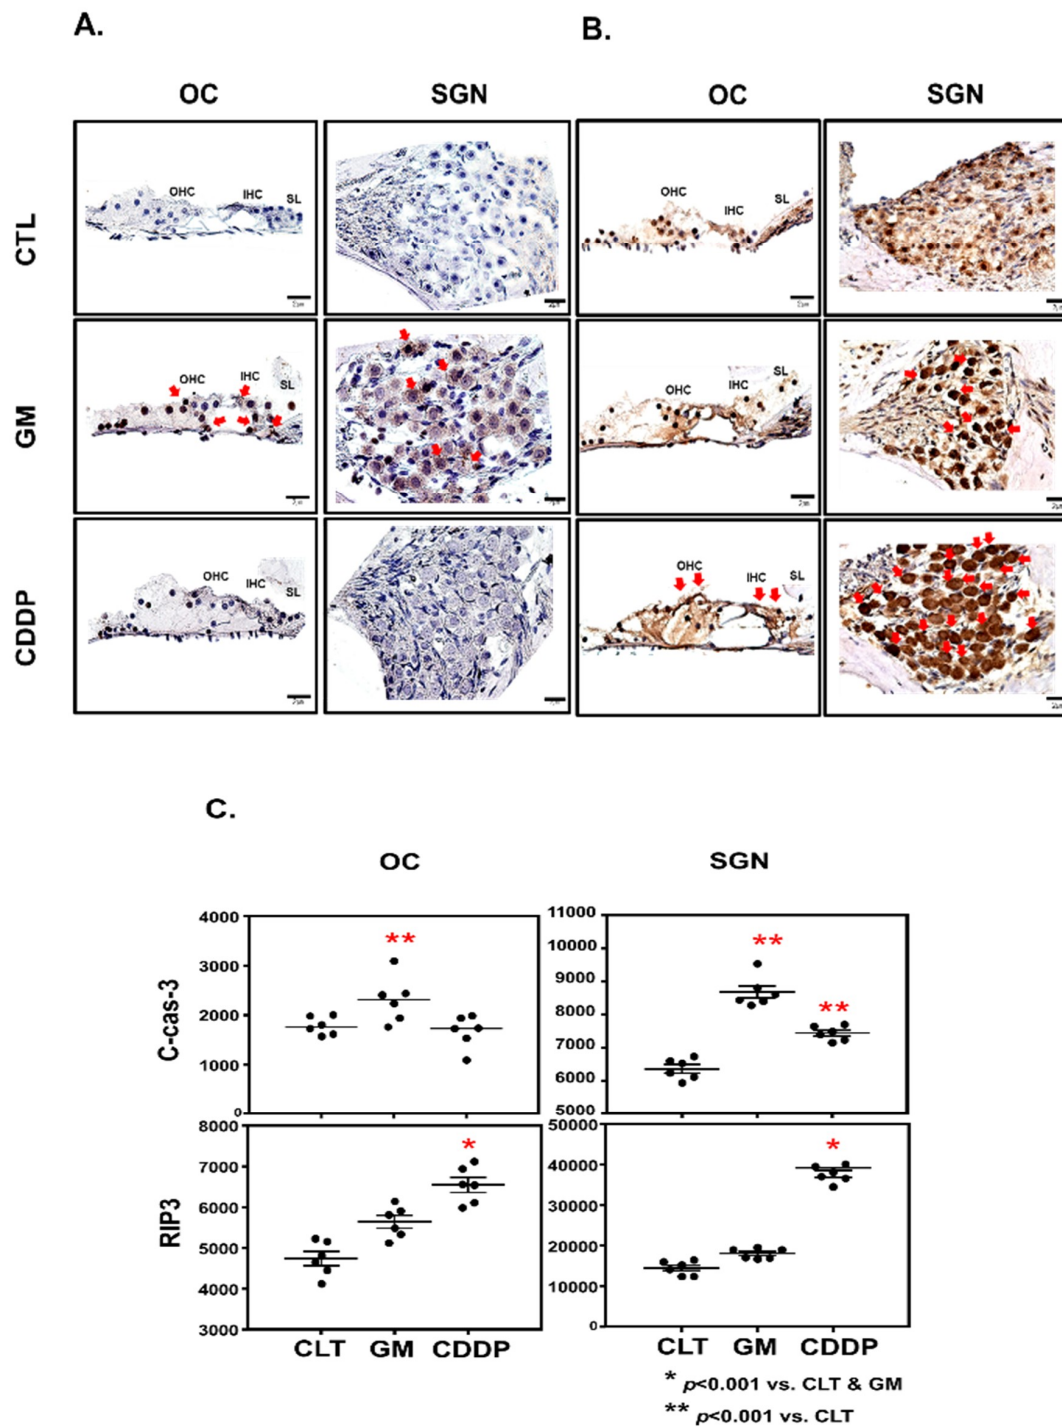 A.
B.
OC SGN OC SGN
CTL
OHC IHC SL
OHC IHC SL
GM
OHC IHC SL
OHC IHC SL
CDDP
OHC IHC SL
OHC IHC SL
C.
OC SGN
C-cas-3
4000
3000
2000
1000
0
**
11000
10000
9000
8000
7000
6000
5000
**
**
RIP3
8000
7000
6000
5000
4000
3000
*
50000
40000
30000
20000
10000
0
*
CLT GM CDDP CLT GM CDDP
* p<0.001 vs. CLT & GM
** p<0.001 vs. CLT